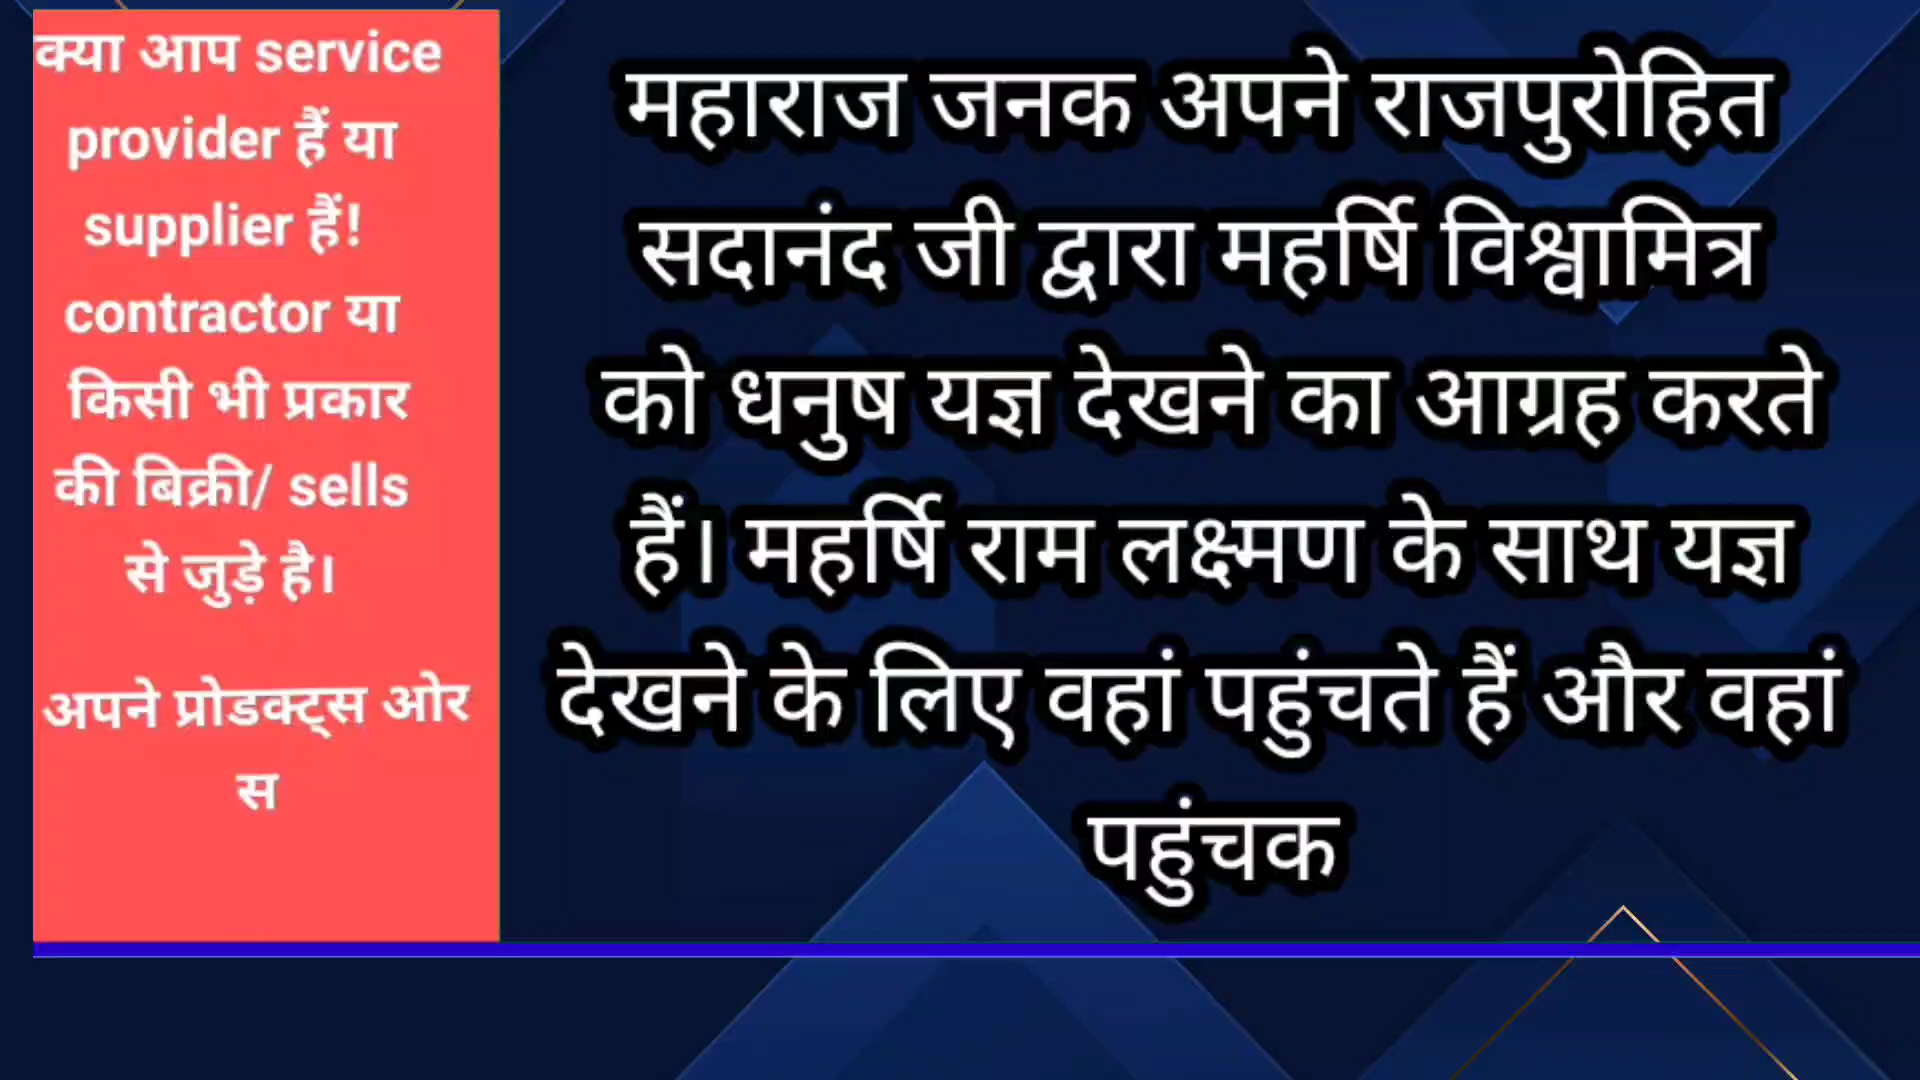 क्या आप service
provider हैं या
supplier हैं!
contractor या
किसी भी प्रकार
की बिक्री/ sells
से जुड़े है।
अपने प्रोडक्ट्स ओर
स
महाराज जनक अपने राजपुरोहित
सदानंद जी द्वारा महर्षि विश्वामित्र
को धनुष यज्ञ देखने का आग्रह करते
हैं। महर्षि राम लक्ष्मण के साथ यज्ञ
देखने के लिए वहां पहुंचते हैं और वहां
पहुंचक